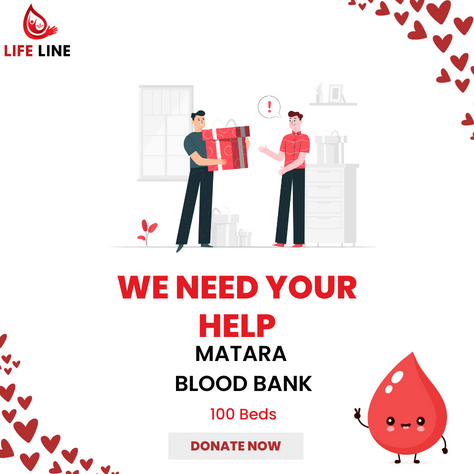 LIFE LINE
!
WE NEED YOUR
HELP
MATARA
BLOOD BANK
100 Beds
DONATE NOW